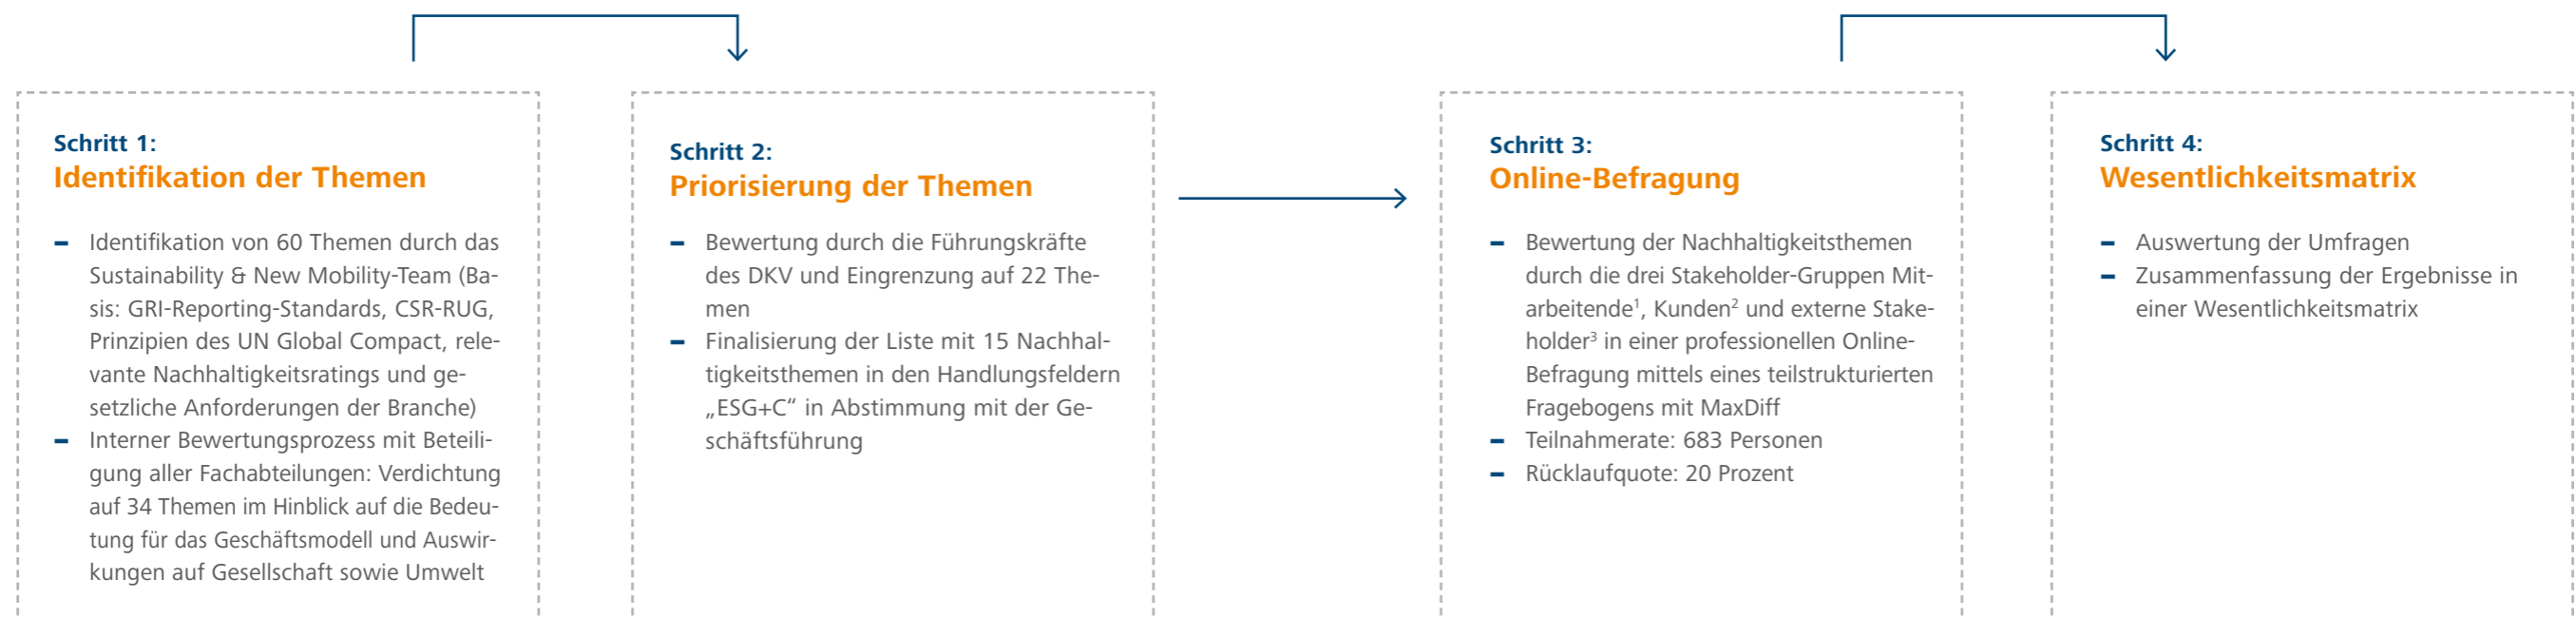 Schritt 1:
Identifikation der Themen
– Identifikation von 60 Themen durch das
Sustainability & New Mobility-Team (Ba-
sis: GRI-Reporting-Standards, CSR-RUG,
Prinzipien des UN Global Compact, rele-
vante Nachhaltigkeitsratings und ge-
setzliche Anforderungen der Branche)
– Interner Bewertungsprozess mit Beteili-
gung aller Fachabteilungen: Verdichtung
auf 34 Themen im Hinblick auf die Bedeu-
tung für das Geschäftsmodell und Auswir-
kungen auf Gesellschaft sowie Umwelt
Schritt 2:
Priorisierung der Themen
– Bewertung durch die Führungskräfte
des DKV und Eingrenzung auf 22 The-
men
– Finalisierung der Liste mit 15 Nachhal-
tigkeitsthemen in den Handlungsfeldern
„ESG+C“ in Abstimmung mit der Ge-
schäftsführung
Schritt 3:
Online-Befragung
– Bewertung der Nachhaltigkeitsthemen
durch die drei Stakeholder-Gruppen Mit-
arbeitende¹, Kunden² und externe Stake-
holder³ in einer professionellen Online-
Befragung mittels eines teilstrukturierten
Fragebogens mit MaxDiff
– Teilnahmerate: 683 Personen
– Rücklaufquote: 20 Prozent
Schritt 4:
Wesentlichkeitsmatrix
– Auswertung der Umfragen
– Zusammenfassung der Ergebnisse in
einer Wesentlichkeitsmatrix